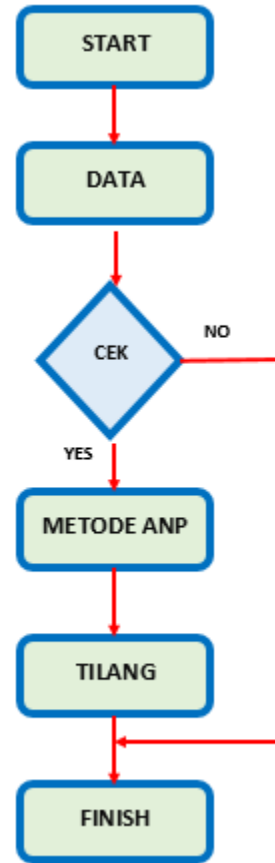 START
DATA
CEK
NO
YES
METODE ANP
TILANG
FINISH